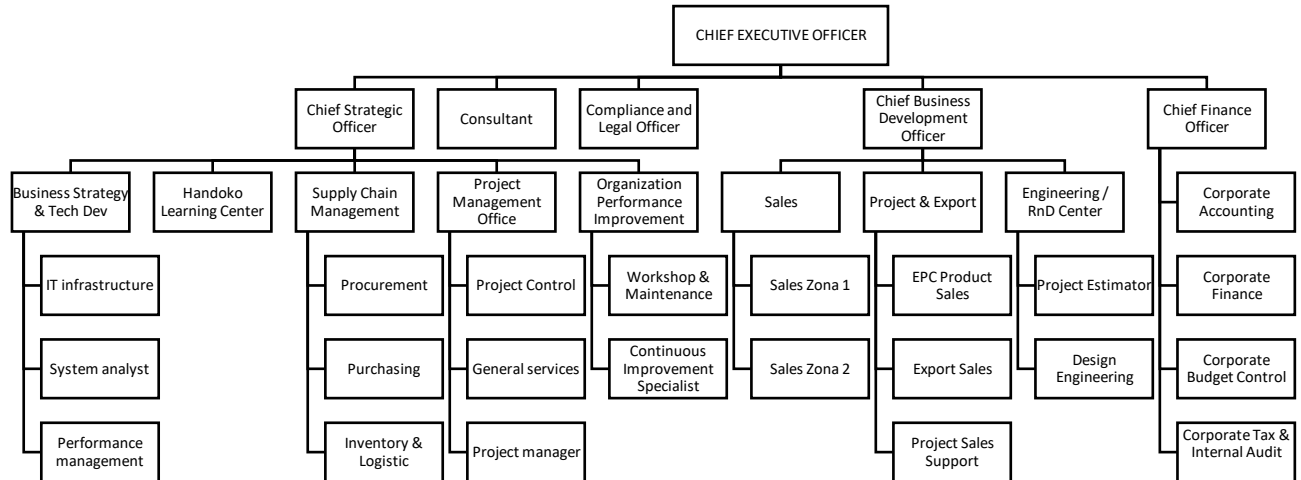 CHIEF EXECUTIVE OFFICER
Chief Strategic
Officer
Consultant
Compliance and
Legal Officer
Chief Business
Development
Officer
Chief Finance
Officer
Business Strategy
& Tech Dev
Handoko
Learning Center
Supply Chain
Management
Project
Management
Office
Organization
Performance
Improvement
Sales
Project & Export
Engineering /
RnD Center
Corporate
Accounting
IT infrastructure
Procurement
Project Control
Workshop &
Maintenance
Sales Zona 1
EPC Product
Sales
Project Estimator
Corporate
Finance
System analyst
Purchasing
General services
Continuous
Improvement
Specialist
Sales Zona 2
Export Sales
Design
Engineering
Corporate
Budget Control
Performance
management
Inventory &
Logistic
Project manager
Project Sales
Support
Corporate Tax &
Internal Audit